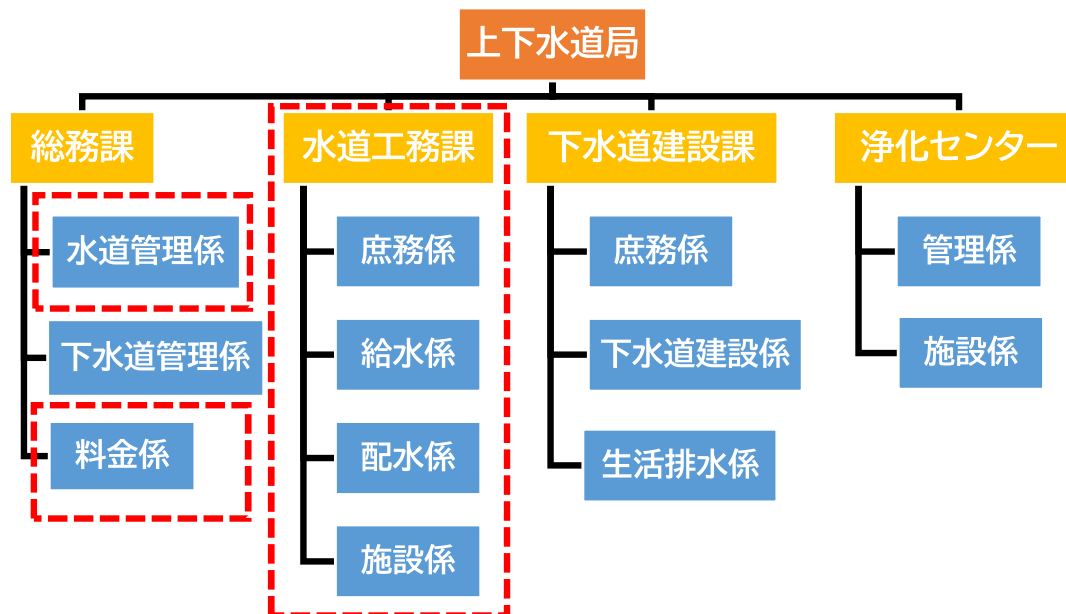 上下水道局
総務課
水道管理係
下水道管理係
料金係
水道工務課
庶務係
給水係
配水係
施設係
下水道建設課
庶務係
下水道建設係
生活排水係
浄化センター
管理係
施設係